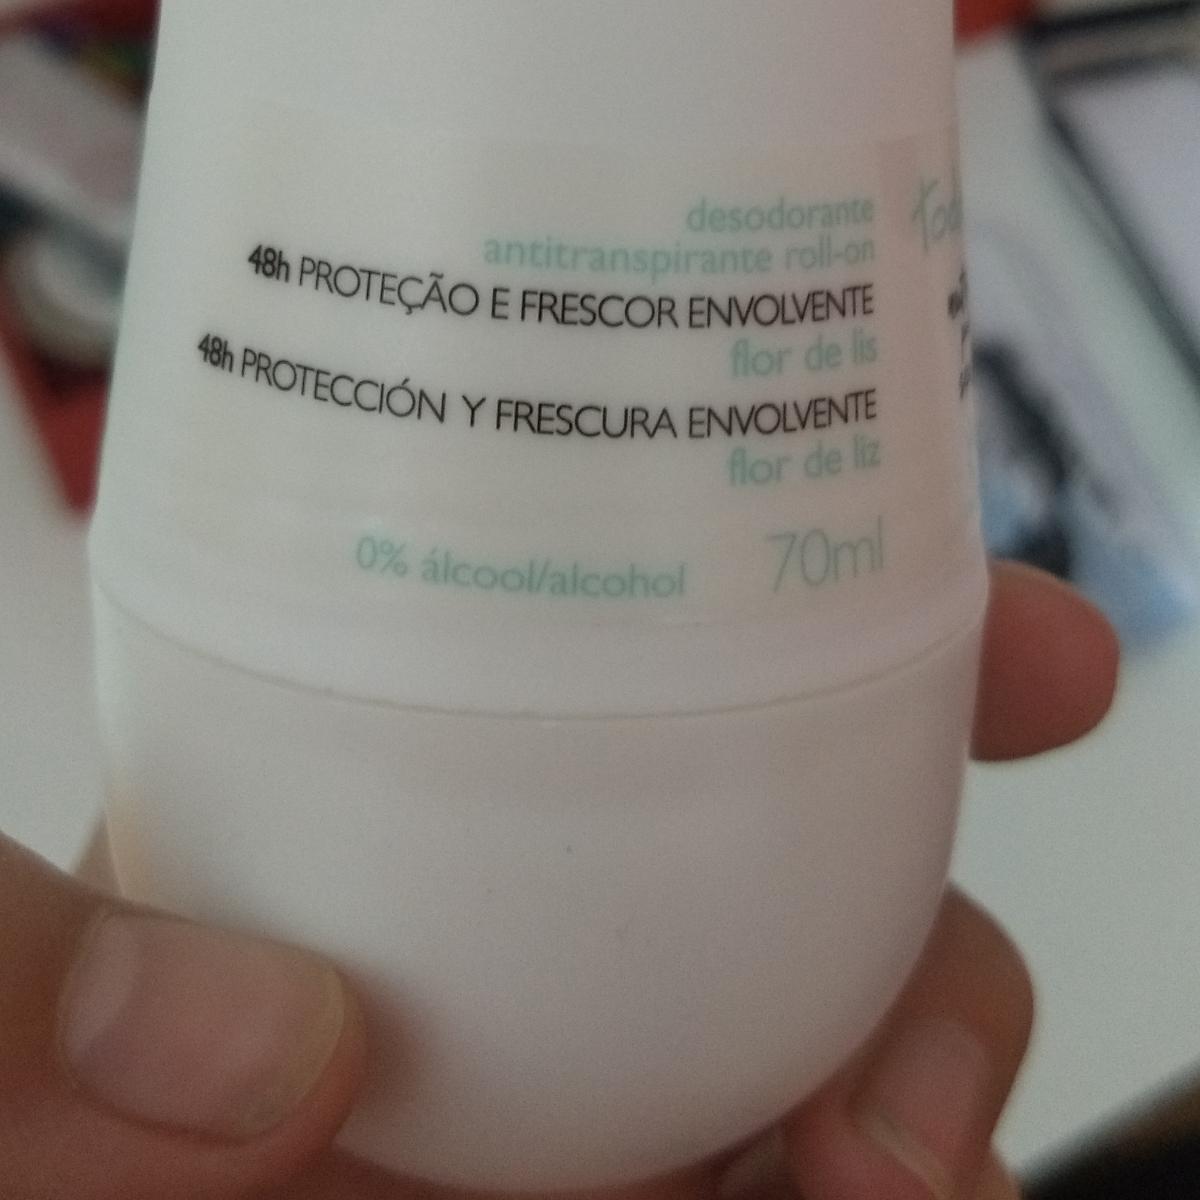 desodorante
antitranspirante roll-on
48h PROTEÇÃO E FRESCOR ENVOLVENTE
flor de lis
48h PROTECCIÓN Y FRESCURA ENVOLVENTE
flor de liz
0% álcool/alcohol 70ml